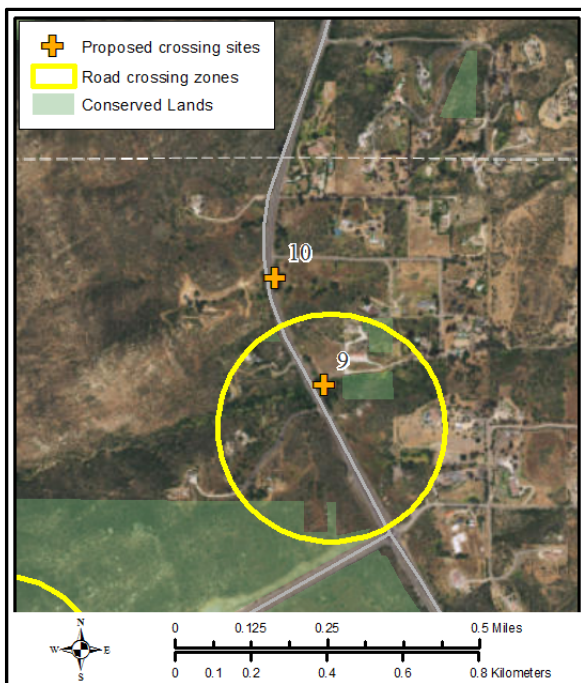 Proposed crossing sites
Road crossing zones
Conserved Lands
10
9
N
W E
S
0 0.125 0.25 0.5 Miles
0 0.1 0.2 0.4 0.6 0.8 Kilometers